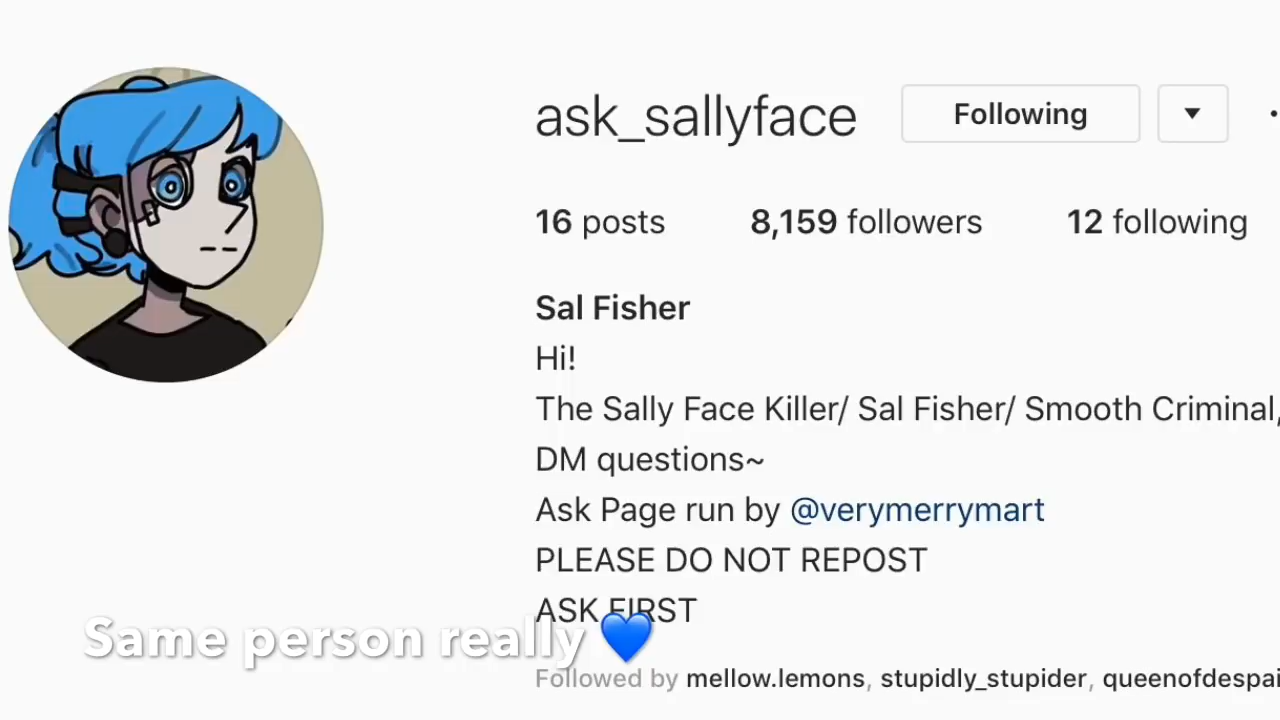 ask_sallyface Following
16 posts 8,159 followers 12 following
Sal Fisher
Hi!
The Sally Face Killer/ Sal Fisher/ Smooth Criminal,
DM questions~
Ask Page run by @verymerrymart
PLEASE DO NOT REPOST
ASK FIRST
Same person really 💙
Followed by mellow.lemons, stupidly_stupider, queenofdespai